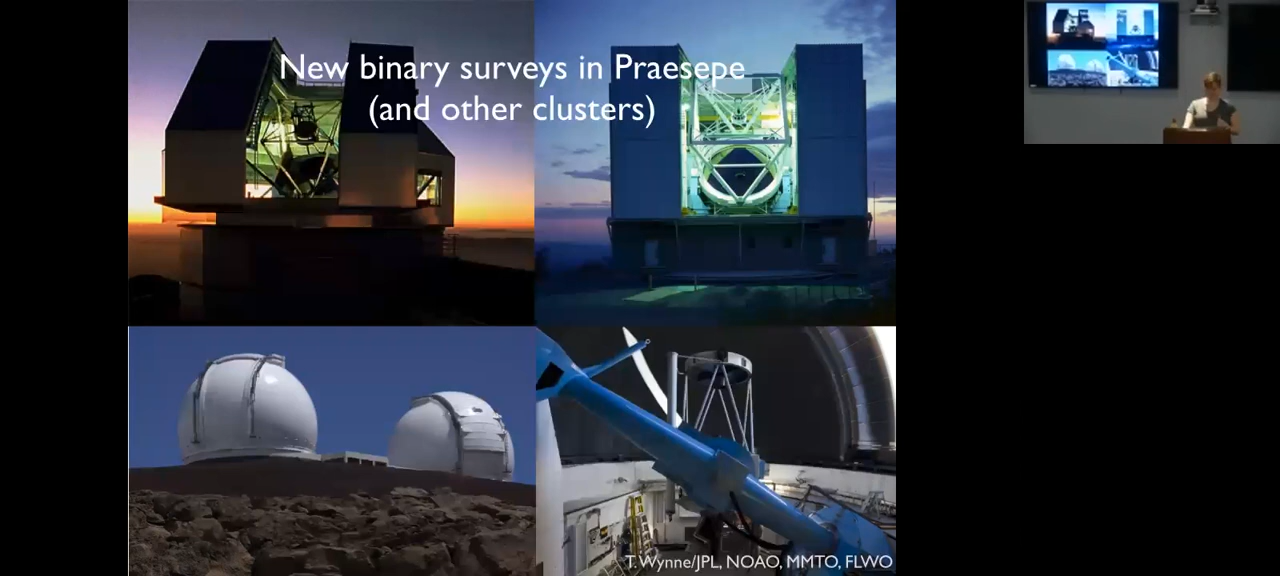 New binary surveys in Praesepe
(and other clusters)
T. Wynne/JPL, NOAO, MMTO, FLWO